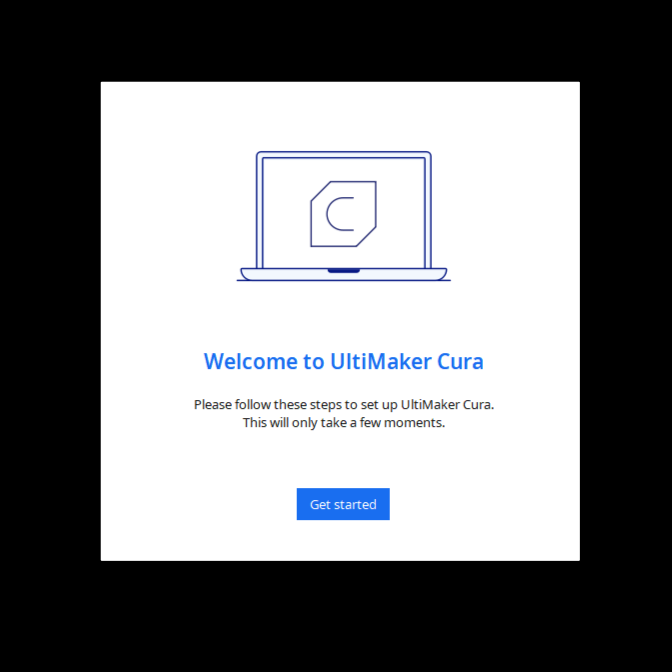 Welcome to UltiMaker Cura
Please follow these steps to set up UltiMaker Cura.
This will only take a few moments.
Get started